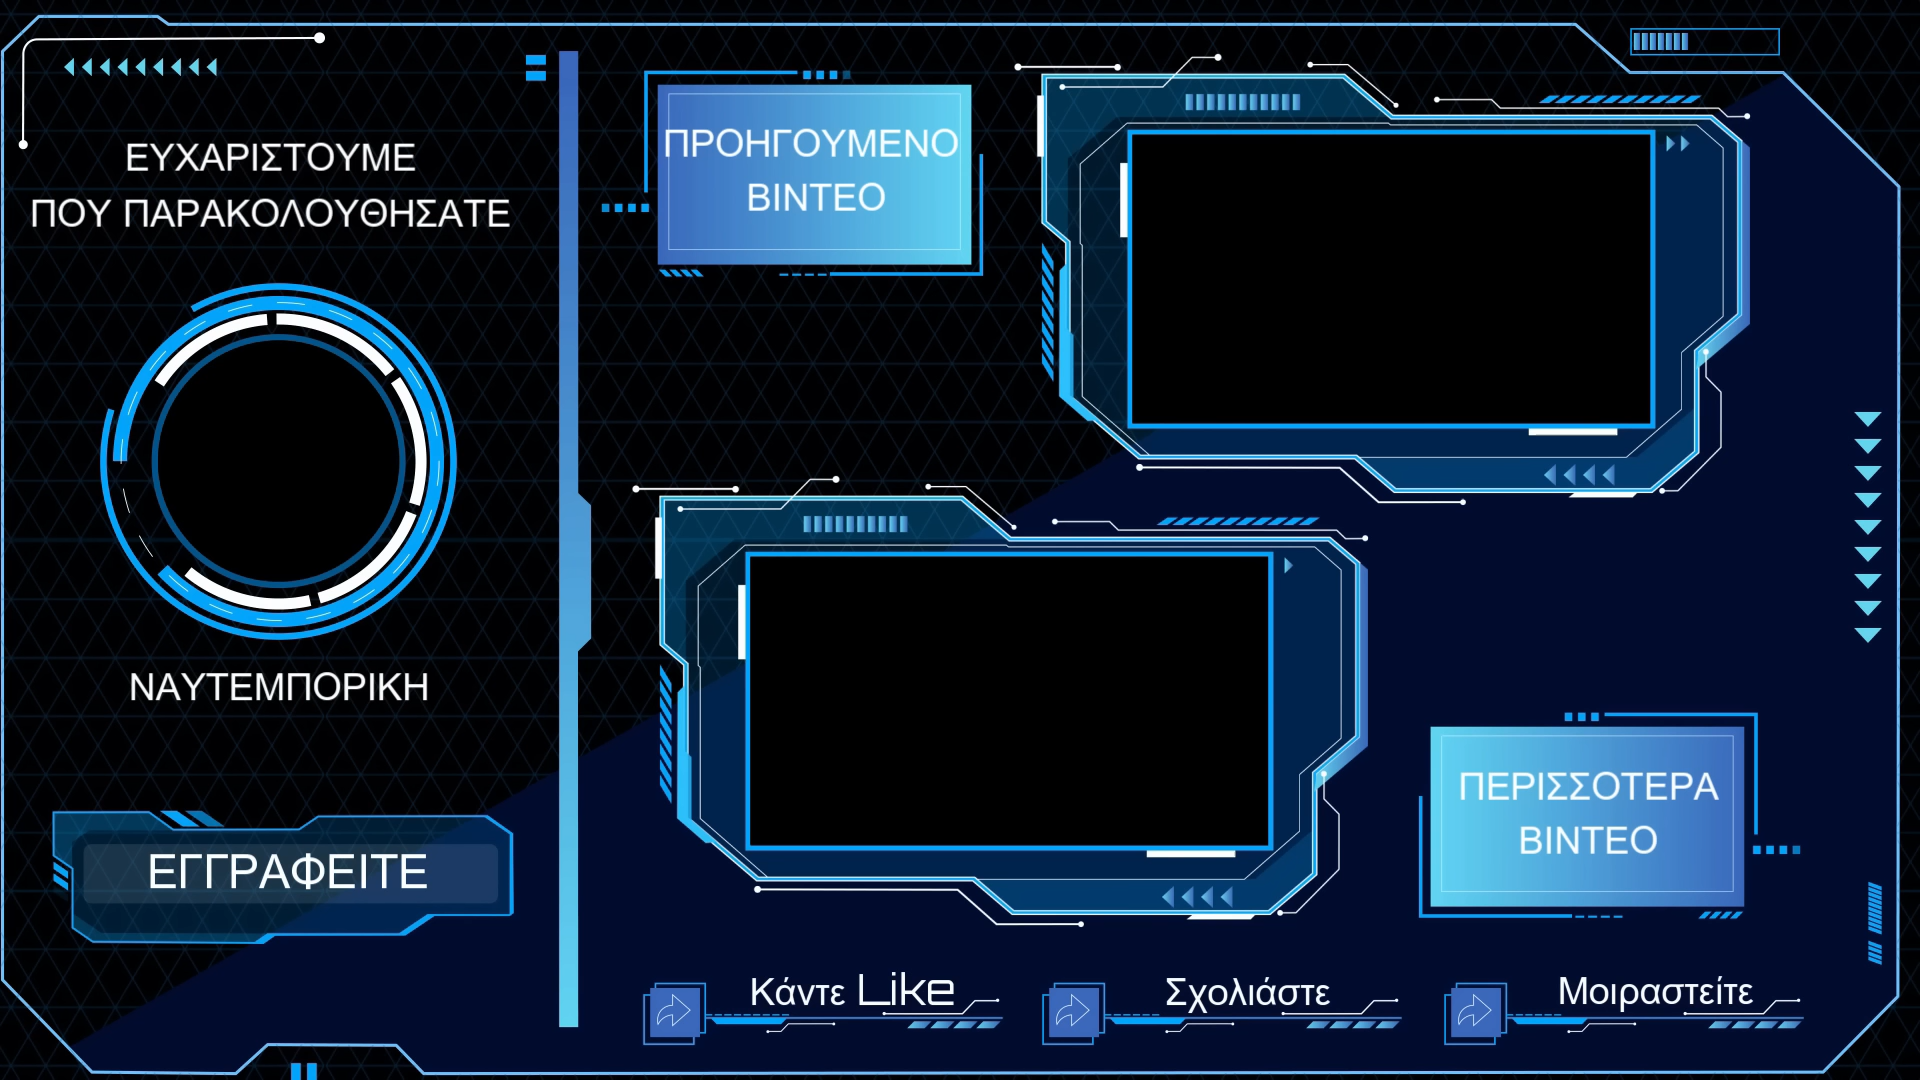 ΕΥΧΑΡΙΣΤΟΥΜΕ
ΠΟΥ ΠΑΡΑΚΟΛΟΥΘΗΣΑΤΕ
ΝΑΥΤΕΜΠΟΡΙΚΗ
ΕΓΓΡΑΦΕΙΤΕ
ΠΡΟΗΓΟΥΜΕΝΟ
ΒΙΝΤΕΟ
ΠΕΡΙΣΣΟΤΕΡΑ
ΒΙΝΤΕΟ
Κάντε Like
Σχολιάστε
Μοιραστείτε